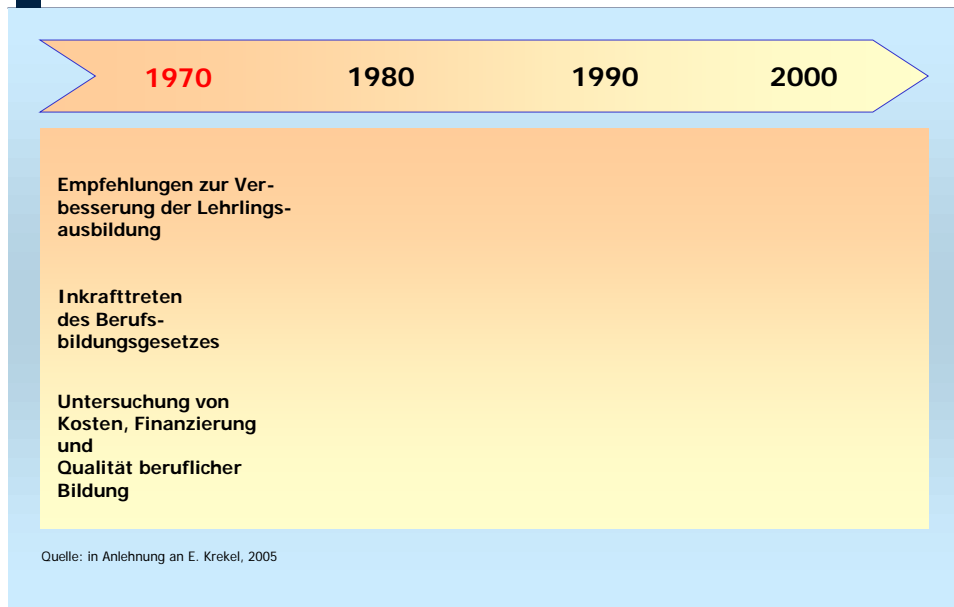 1970 1980 1990 2000
Empfehlungen zur Ver-
besserung der Lehrlings-
ausbildung
Inkrafttreten
des Berufs-
bildungsgesetzes
Untersuchung von
Kosten, Finanzierung
und
Qualität beruflicher
Bildung
Quelle: in Anlehnung an E. Krekel, 2005